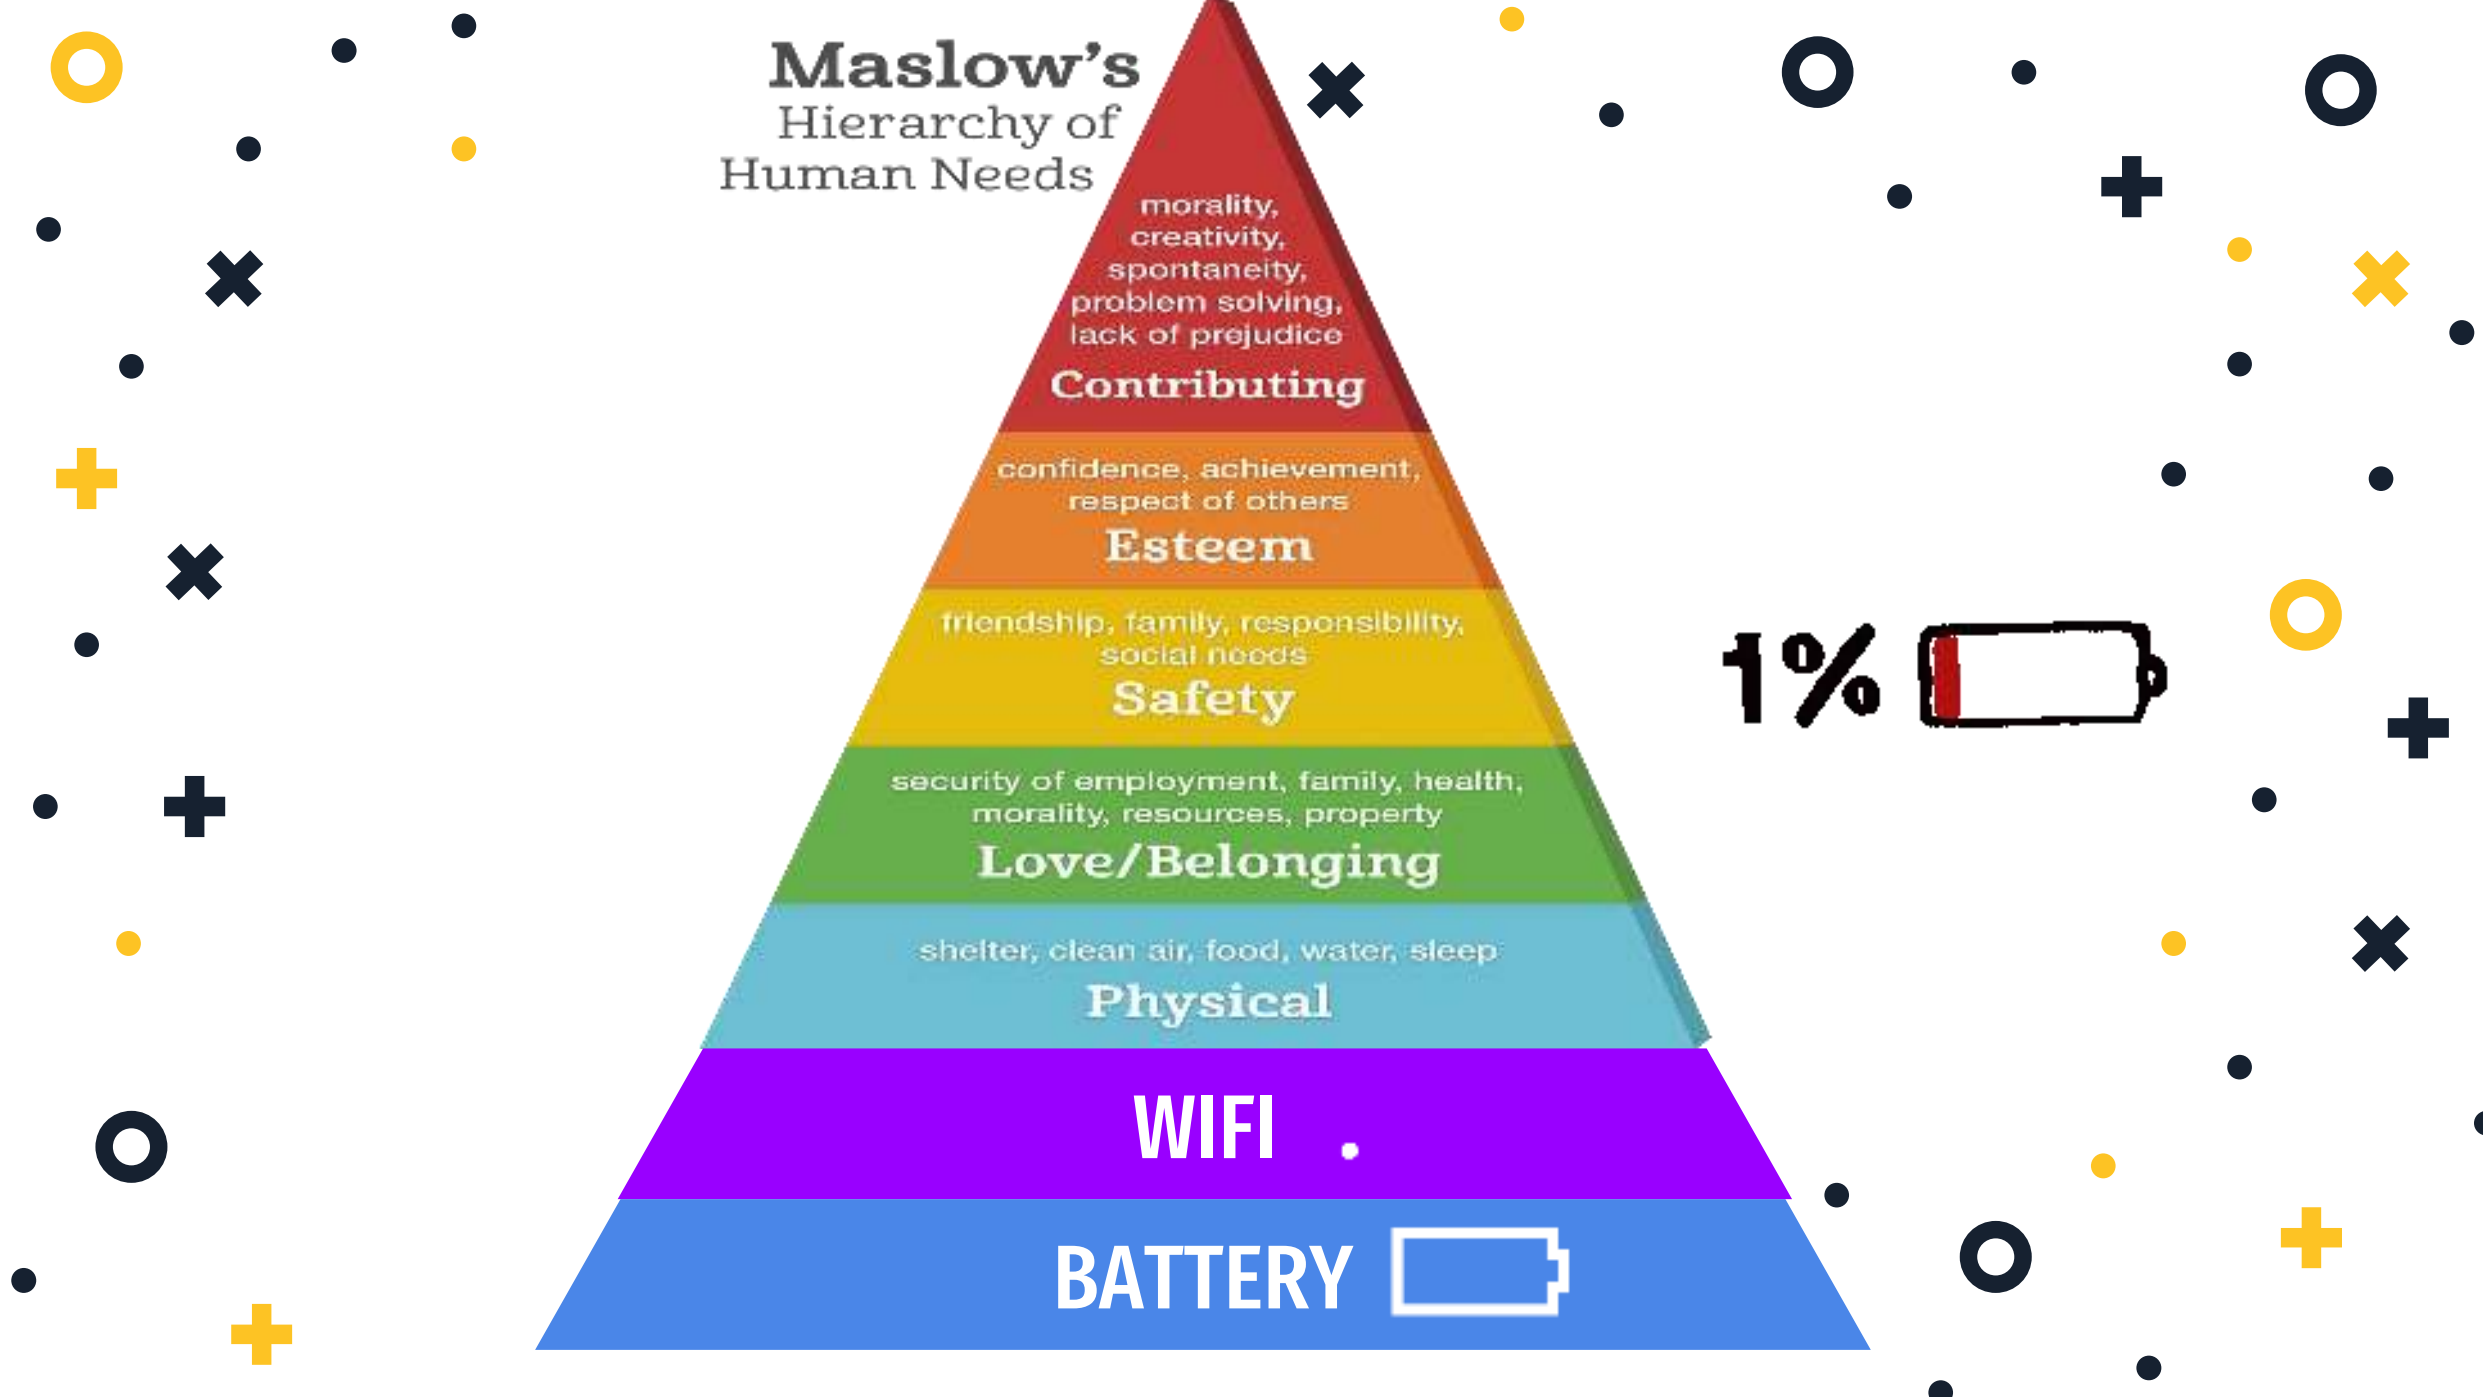 Maslow's
Hierarchy of
Human Needs
morality,
creativity,
spontaneity,
problem solving,
lack of prejudice
Contributing
confidence, achievement,
respect of others
Esteem
friendship, family, responsibility,
social needs
Safety
1%
security of employment, family, health,
morality, resources, property
Love/Belonging
shelter, clean air, food, water, sleep
Physical
WIFI
BATTERY